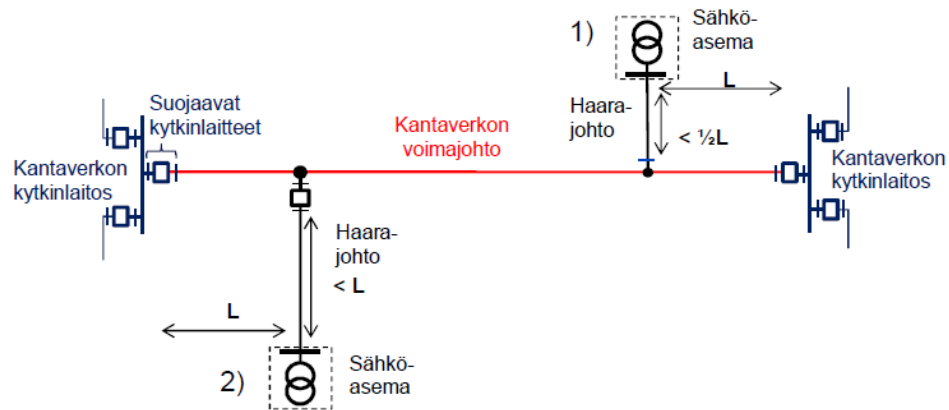 1)
Sähkö-
asema
L
Suojaavat
kytkinlaitteet
Haara-
johto
< ½L
Kantaverkon
voimajohto
Kantaverkon
kytkinlaitos
Kantaverkon
kytkinlaitos
Haara-
johto
< L
L
2)
Sähkö-
asema